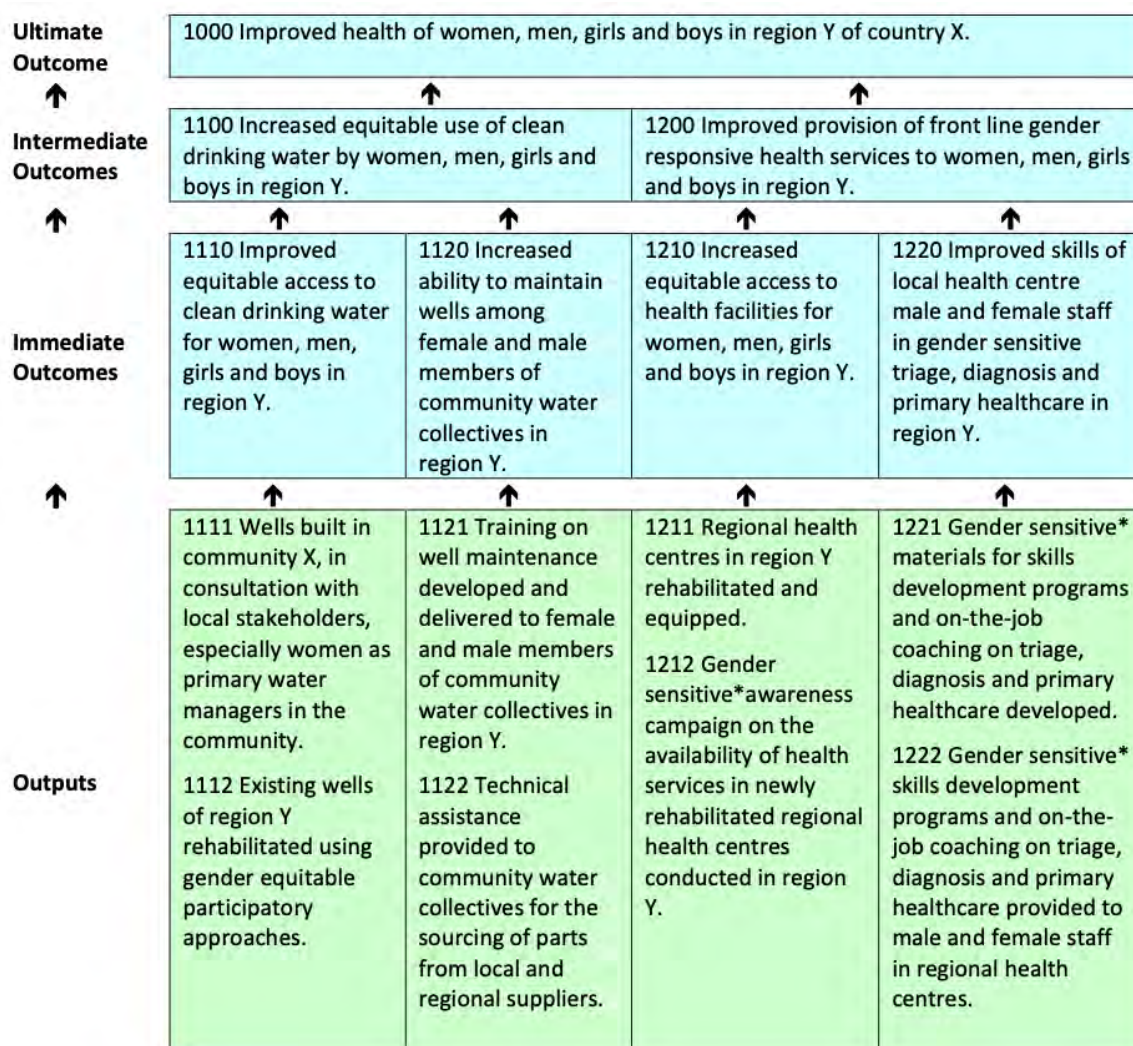 Ultimate
Outcome
1000 Improved health of women, men, girls and boys in region Y of country X.
Intermediate
Outcomes
1100 Increased equitable use of clean
drinking water by women, men, girls and
boys in region Y.
1200 Improved provision of front line gender
responsive health services to women, men, girls
and boys in region Y.
Immediate
Outcomes
1110 Improved
equitable access to
clean drinking water
for women, men,
girls and boys in
region Y.
1120 Increased
ability to maintain
wells among
female and male
members of
community water
collectives in
region Y.
1210 Increased
equitable access to
health facilities for
women, men, girls
and boys in region Y.
1220 Improved skills of
local health centre
male and female staff
in gender sensitive
triage, diagnosis and
primary healthcare in
region Y.
Outputs
1111 Wells built in
community X, in
consultation with
local stakeholders,
especially women as
primary water
managers in the
community.
1112 Existing wells
of region Y
rehabilitated using
gender equitable
participatory
approaches.
1121 Training on
well maintenance
developed and
delivered to female
and male members
of community
water collectives in
region Y.
1122 Technical
assistance
provided to
community water
collectives for the
sourcing of parts
from local and
regional suppliers.
1211 Regional health
centres in region Y
rehabilitated and
equipped.
1212 Gender
sensitive*awareness
campaign on the
availability of health
services in newly
rehabilitated regional
health centres
conducted in region
Y.
1221 Gender sensitive*
materials for skills
development programs
and on-the-job
coaching on triage,
diagnosis and primary
healthcare developed.
1222 Gender sensitive*
skills development
programs and on-the-
job coaching on triage,
diagnosis and primary
healthcare provided to
male and female staff
in regional health
centres.